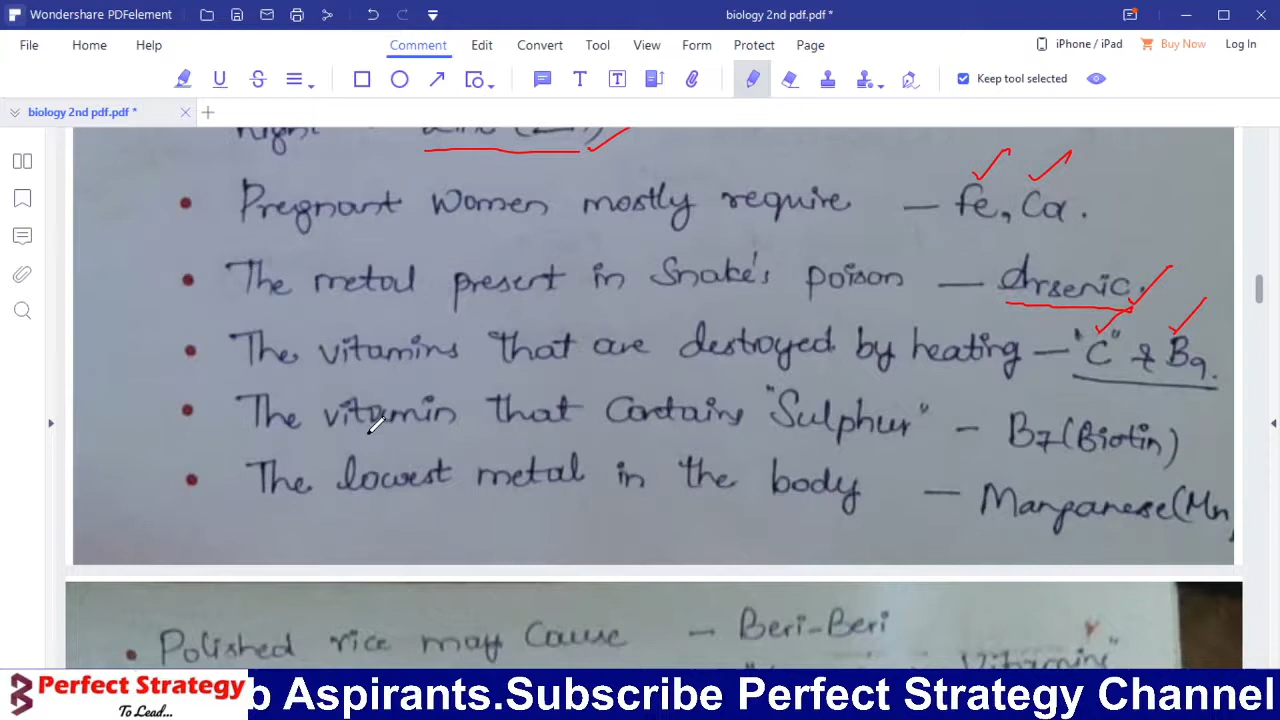 Wondershare PDFelement
biology 2nd pdf.pdf *
File Home Help Comment Edit Convert Tool View Form Protect Page iPhone / iPad Buy Now Log In
Keep tool selected
biology 2nd pdf.pdf *
Pregnant women mostly require — Fe, Ca.
The metal present in Snake's poison — Arsenic.
The vitamins that are destroyed by heating — "C" & B9.
The vitamin that contains "Sulphur" — B7 (Biotin)
The lowest metal in the body — Manganese (Mn
Polished rice may cause — Beri-Beri
Perfect Strategy
To Lead...
b Aspirants.Subscribe Perfect Strategy Channel